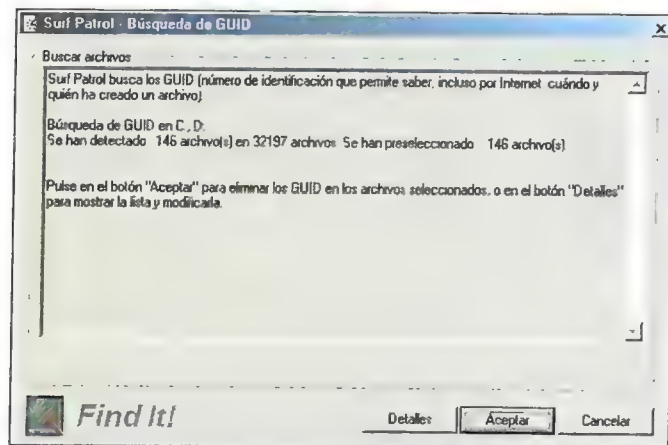 Surf Patrol - Búsqueda de GUID
Buscar archivos
Surf Patrol busca los GUID (número de identificación que permite saber, incluso por Internet cuándo y
quién ha creado un archivo)
Búsqueda de GUID en C:, D:
Se han detectado 146 archivo(s) en 32197 archivos Se han preseleccionado 146 archivo(s)
Pulse en el botón "Aceptar" para eliminar los GUID en los archivos seleccionados, o en el botón "Detalles"
para mostrar la lista y modificarla.
Find It!
Detalles
Aceptar
Cancelar